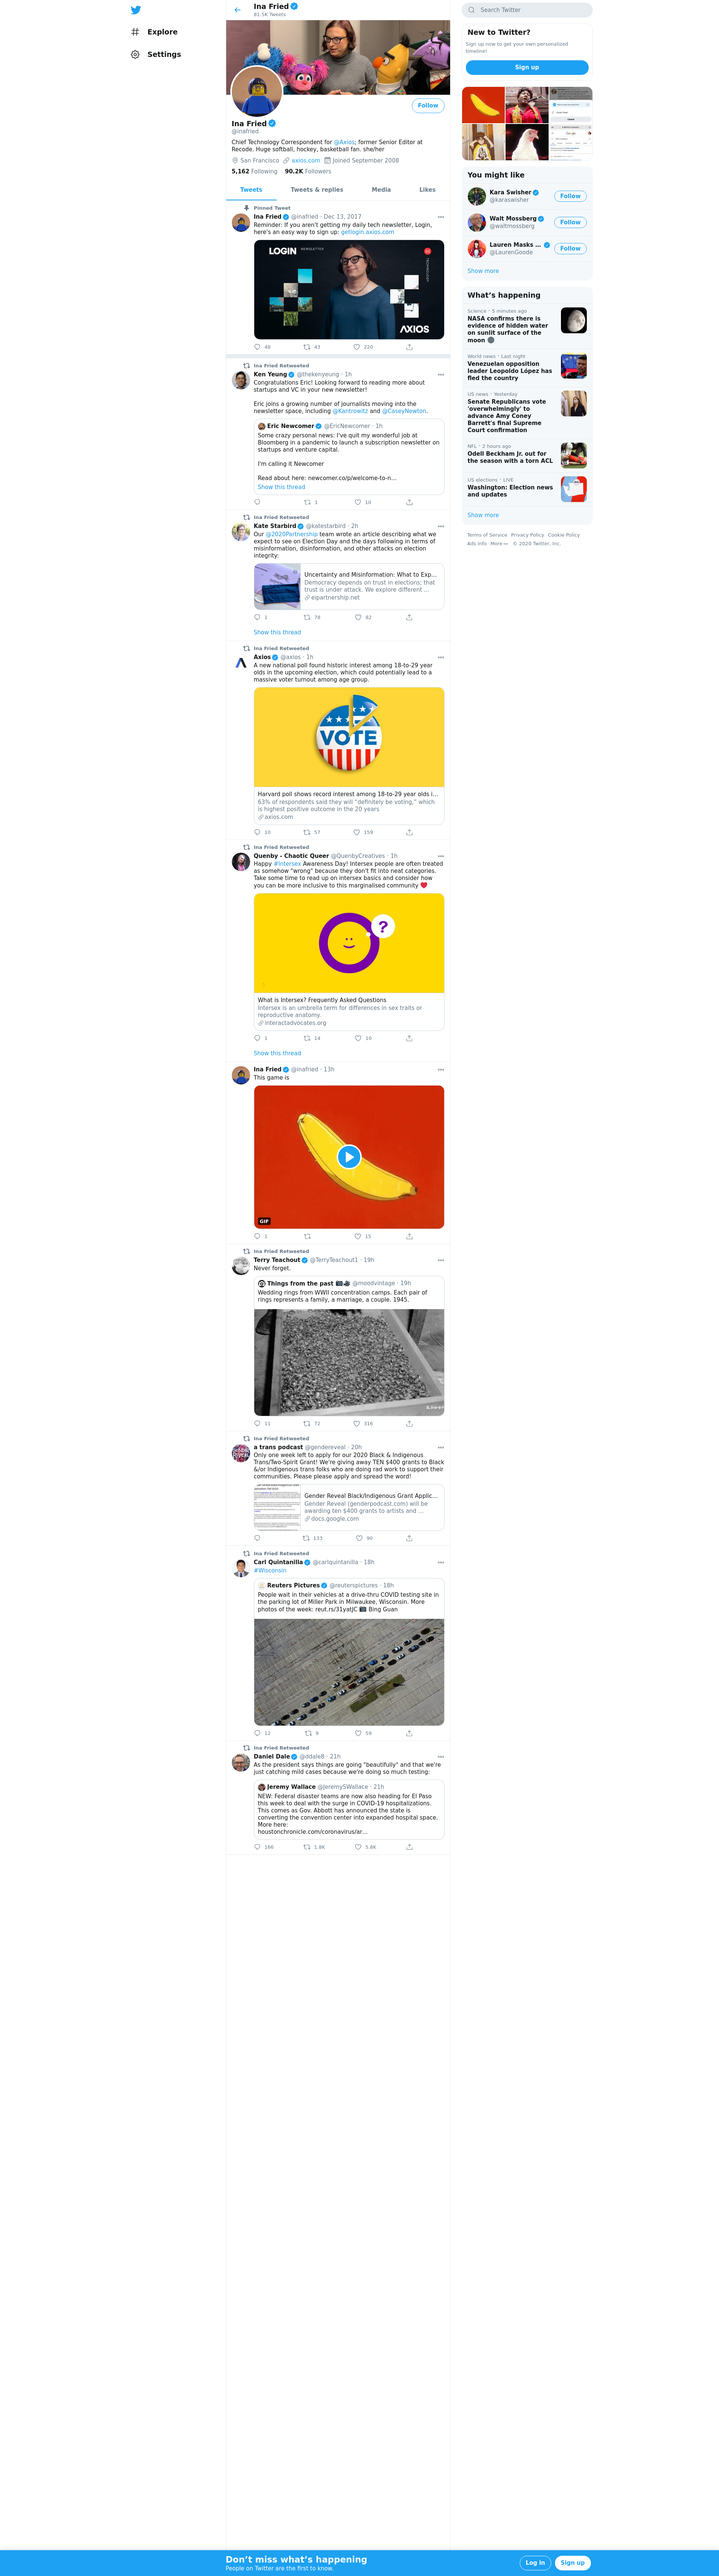 Explore
Settings
Ina Fried
81.5K Tweets
Follow
Ina Fried
@inafried
Chief Technology Correspondent for @Axios; former Senior Editor at
Recode. Huge softball, hockey, basketball fan. she/her
San Francisco axios.com Joined September 2008
5,162 Following 90.2K Followers
Tweets Tweets & replies Media Likes
Pinned Tweet
Ina Fried @inafried · Dec 13, 2017
Reminder: If you aren't getting my daily tech newsletter, Login,
here's an easy way to sign up: getlogin.axios.com
LOGIN NEWSLETTER
TECHNOLOGY
AXIOS
48 43 220
Ina Fried Retweeted
Ken Yeung @thekenyeung · 1h
Congratulations Eric! Looking forward to reading more about
startups and VC in your new newsletter!
Eric joins a growing number of journalists moving into the
newsletter space, including @Kantrowitz and @CaseyNewton.
Eric Newcomer @EricNewcomer · 1h
Some crazy personal news: I've quit my wonderful job at
Bloomberg in a pandemic to launch a subscription newsletter on
startups and venture capital.
I'm calling it Newcomer
Read about here: newcomer.co/p/welcome-to-n…
Show this thread
1 10
Ina Fried Retweeted
Kate Starbird @katestarbird · 2h
Our @2020Partnership team wrote an article describing what we
expect to see on Election Day and the days following in terms of
misinformation, disinformation, and other attacks on election
integrity:
Uncertainty and Misinformation: What to Exp…
Democracy depends on trust in elections; that
trust is under attack. We explore different …
eipartnership.net
1 78 82
Show this thread
Ina Fried Retweeted
Axios @axios · 1h
A new national poll found historic interest among 18-to-29 year
olds in the upcoming election, which could potentially lead to a
massive voter turnout among age group.
VOTE
Harvard poll shows record interest among 18-to-29 year olds i…
63% of respondents said they will "definitely be voting," which
is highest positive outcome in the 20 years
axios.com
10 57 159
Ina Fried Retweeted
Quenby - Chaotic Queer @QuenbyCreatives · 1h
Happy #Intersex Awareness Day! Intersex people are often treated
as somehow "wrong" because they don't fit into neat categories.
Take some time to read up on intersex basics and consider how
you can be more inclusive to this marginalised community ❤️
?
What is Intersex? Frequently Asked Questions
Intersex is an umbrella term for differences in sex traits or
reproductive anatomy.
interactadvocates.org
1 14 10
Show this thread
Ina Fried @inafried · 13h
This game is
GIF
1 15
Ina Fried Retweeted
Terry Teachout @TerryTeachout1 · 19h
Never forget.
Things from the past @moodvintage · 19h
Wedding rings from WWII concentration camps. Each pair of
rings represents a family, a marriage, a couple. 1945.
11 72 316
Ina Fried Retweeted
a trans podcast @gendereveal · 20h
Only one week left to apply for our 2020 Black & Indigenous
Trans/Two-Spirit Grant! We're giving away TEN $400 grants to Black
&/or Indigenous trans folks who are doing rad work to support their
communities. Please please apply and spread the word!
Gender Reveal Black/Indigenous Grant Applic…
Gender Reveal (genderpodcast.com) will be
awarding ten $400 grants to artists and …
docs.google.com
133 90
Ina Fried Retweeted
Carl Quintanilla @carlquintanilla · 18h
#Wisconsin
Reuters Pictures @reuterspictures · 18h
People wait in their vehicles at a drive-thru COVID testing site in
the parking lot of Miller Park in Milwaukee, Wisconsin. More
photos of the week: reut.rs/31yatJC 📷 Bing Guan
12 9 59
Ina Fried Retweeted
Daniel Dale @ddale8 · 21h
As the president says things are going "beautifully" and that we're
just catching mild cases because we're doing so much testing:
Jeremy Wallace @JeremySWallace · 21h
NEW: Federal disaster teams are now also heading for El Paso
this week to deal with the surge in COVID-19 hospitalizations.
This comes as Gov. Abbott has announced the state is
converting the convention center into expanded hospital space.
More here:
houstonchronicle.com/coronavirus/ar…
166 1.8K 5.8K
Search Twitter
New to Twitter?
Sign up now to get your own personalized
timeline!
Sign up
You might like
Kara Swisher
@karaswisher
Follow
Walt Mossberg
@waltmossberg
Follow
Lauren Masks …
@LaurenGoode
Follow
Show more
What's happening
Science · 5 minutes ago
NASA confirms there is
evidence of hidden water
on sunlit surface of the
moon 🌑
World news · Last night
Venezuelan opposition
leader Leopoldo López has
fled the country
US news · Yesterday
Senate Republicans vote
'overwhelmingly' to
advance Amy Coney
Barrett's final Supreme
Court confirmation
NFL · 2 hours ago
Odell Beckham Jr. out for
the season with a torn ACL
US elections · LIVE
Washington: Election news
and updates
Show more
Terms of Service Privacy Policy Cookie Policy
Ads info More ··· © 2020 Twitter, Inc.
Don't miss what's happening
People on Twitter are the first to know.
Log in Sign up